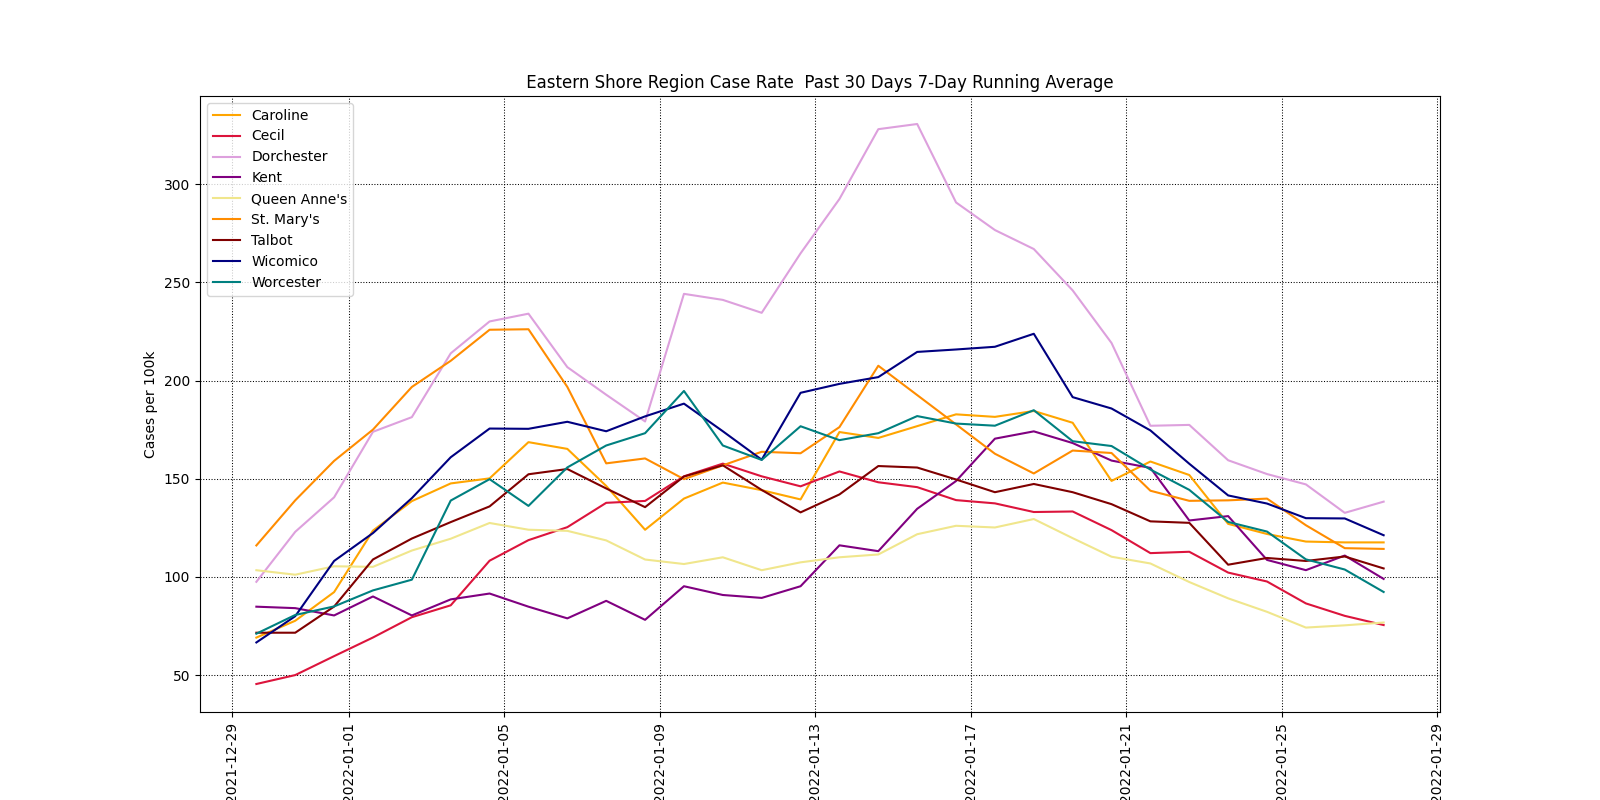 Eastern Shore Region Case Rate  Past 30 Days 7-Day Running Average
Caroline
Cecil
Dorchester
Kent
Queen Anne's
St. Mary's
Talbot
Wicomico
Worcester
Cases per 100k
300
250
200
150
100
50
2021-12-29
2022-01-01
2022-01-05
2022-01-09
2022-01-13
2022-01-17
2022-01-21
2022-01-25
2022-01-29